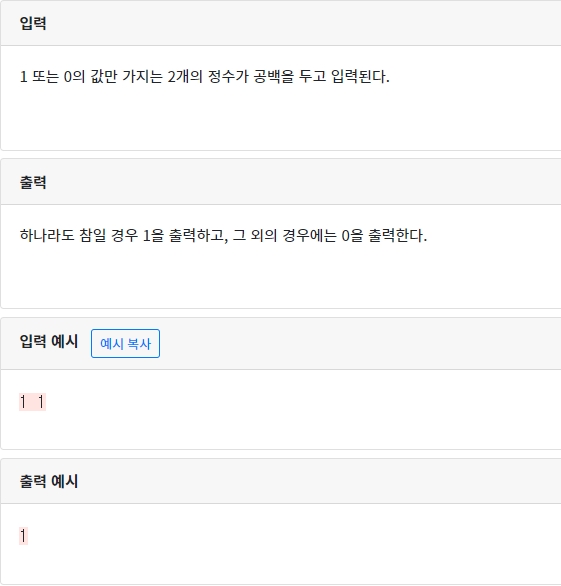 입력
1 또는 0의 값만 가지는 2개의 정수가 공백을 두고 입력된다.
출력
하나라도 참일 경우 1을 출력하고, 그 외의 경우에는 0을 출력한다.
입력 예시 예시 복사
1 1
출력 예시
1